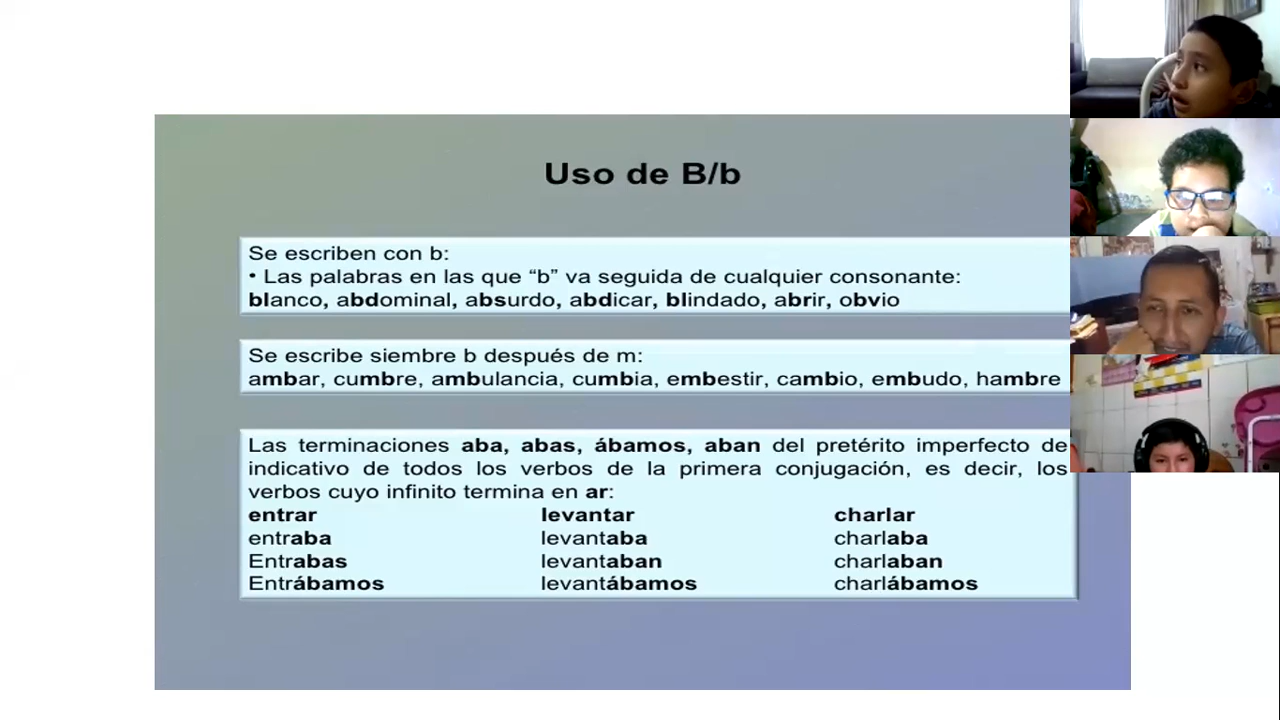 Uso de B/b
Se escriben con b:
• Las palabras en las que “b” va seguida de cualquier consonante:
blanco, abdominal, absurdo, abdicar, blindado, abrir, obvio
Se escribe siembre b después de m:
ambar, cumbre, ambulancia, cumbia, embestir, cambio, embudo, hambre
Las terminaciones aba, abas, ábamos, aban del pretérito imperfecto de
indicativo de todos los verbos de la primera conjugación, es decir, los
verbos cuyo infinito termina en ar:
entrar levantar charlar
entraba levantaba charlaba
Entrabas levantaban charlaban
Entrábamos levantábamos charlábamos